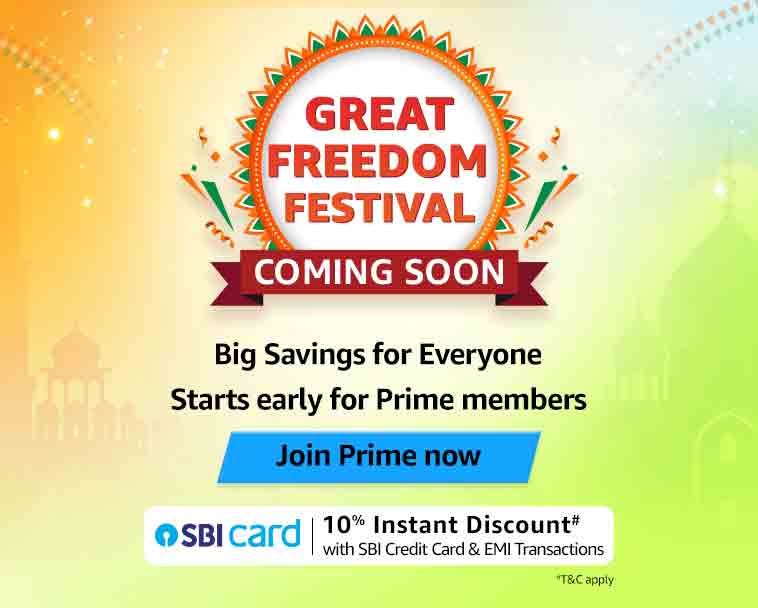 GREAT
FREEDOM
FESTIVAL
COMING SOON
Big Savings for Everyone
Starts early for Prime members
Join Prime now
SBI card
10% Instant Discount#
with SBI Credit Card & EMI Transactions
#T&C apply